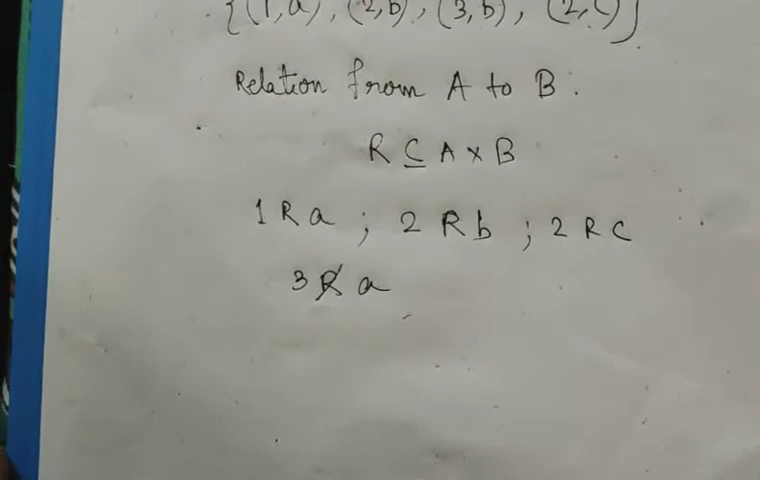 {(1,a), (2,b), (3,b), (2,c)}
Relation from A to B :
R ⊆ A × B
1 R a ; 2 R b ; 2 R C
3 R̸ a